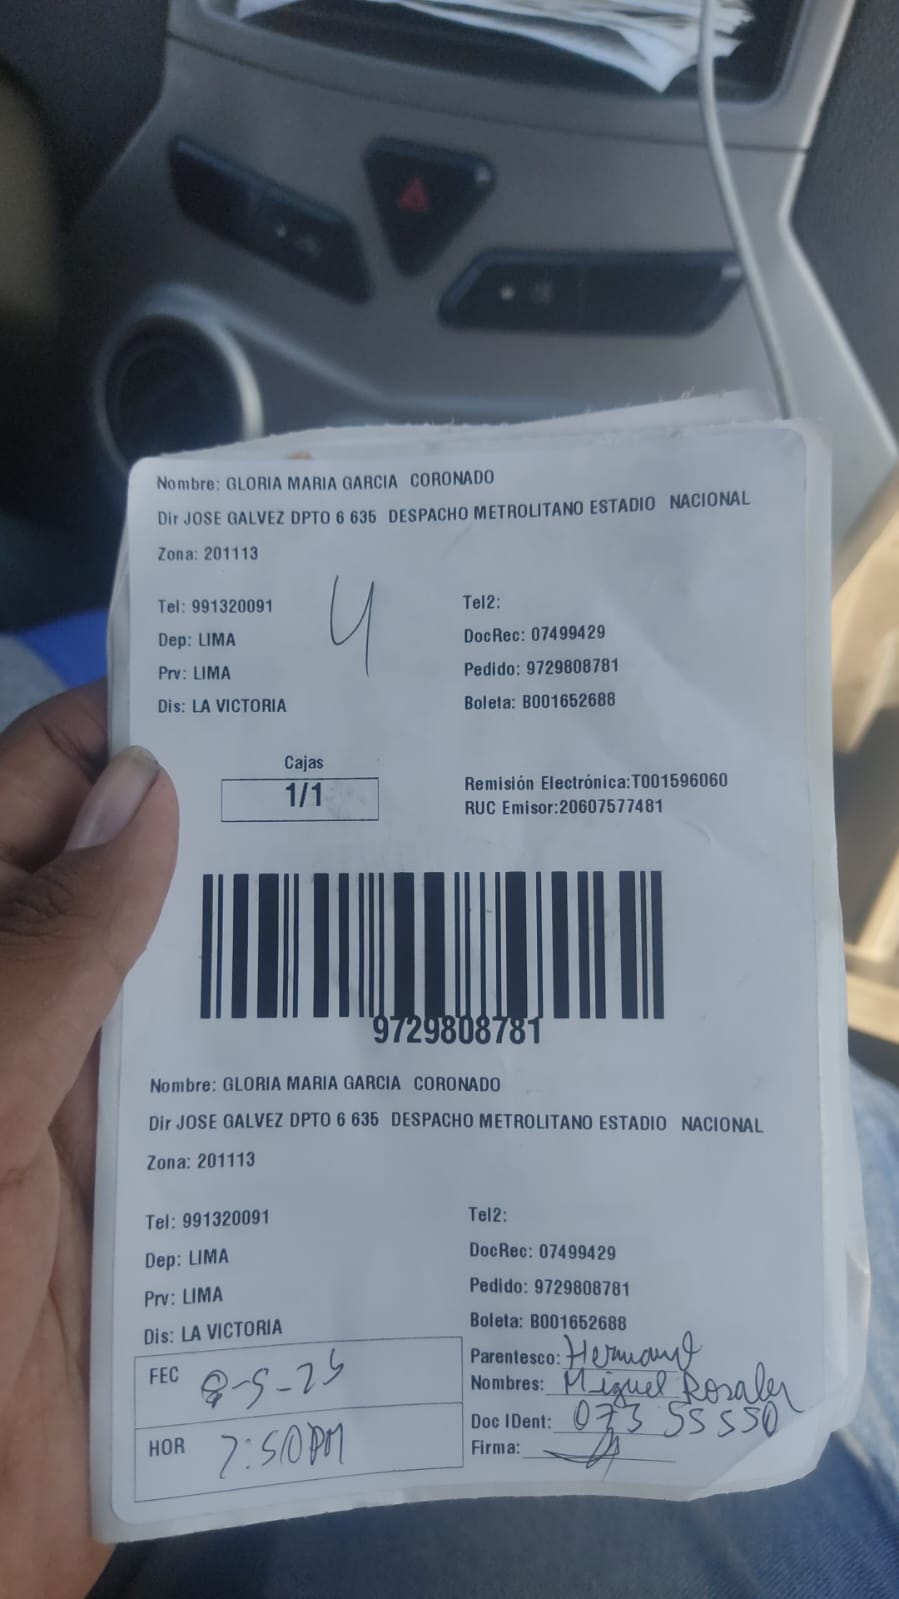 Nombre: GLORIA MARIA GARCIA CORONADO
Dir JOSE GALVEZ DPTO 6 635 DESPACHO METROLITANO ESTADIO NACIONAL
Zona: 201113
4
Tel: 991320091
Tel2:
Dep: LIMA
DocRec: 07499429
Prv: LIMA
Pedido: 9729808781
Dis: LA VICTORIA
Boleta: B001652688
Cajas
1/1
Remisión Electrónica:T001596060
RUC Emisor:20607577481
9729808781
Nombre: GLORIA MARIA GARCIA CORONADO
Dir JOSE GALVEZ DPTO 6 635 DESPACHO METROLITANO ESTADIO NACIONAL
Zona: 201113
Tel: 991320091
Tel2:
Dep: LIMA
DocRec: 07499429
Prv: LIMA
Pedido: 9729808781
Dis: LA VICTORIA
Boleta: B001652688
FEC 8-5-25
Parentesco: Hermano
Nombres: Miguel Rosales
Doc IDent: 07355550
HOR 7:50PM
Firma: